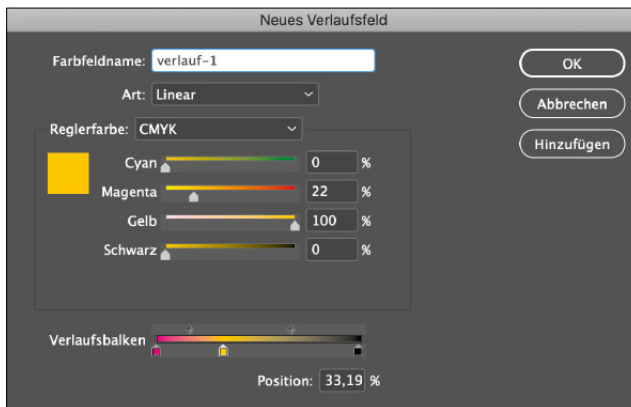 Neues Verlaufsfeld
Farbfeldname: verlauf-1
OK
Art: Linear
Abbrechen
Reglerfarbe: CMYK
Hinzufügen
Cyan 0 %
Magenta 22 %
Gelb 100 %
Schwarz 0 %
Verlaufsbalken
Position: 33,19 %